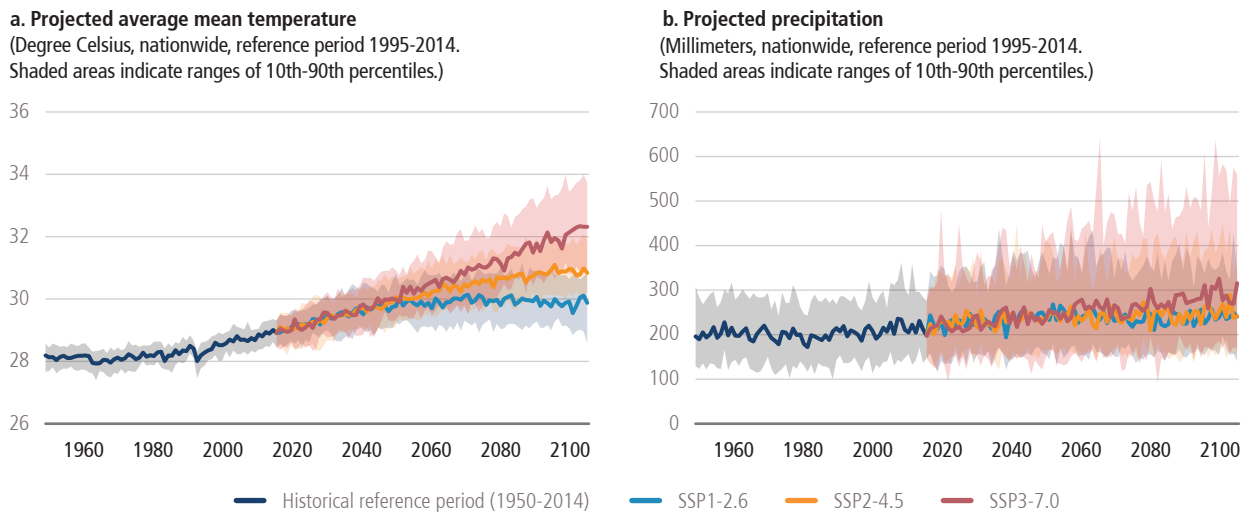 a. Projected average mean temperature
(Degree Celsius, nationwide, reference period 1995-2014.
Shaded areas indicate ranges of 10th-90th percentiles.)
36
34
32
30
28
26
1960 1980 2000 2020 2040 2060 2080 2100
b. Projected precipitation
(Millimeters, nationwide, reference period 1995-2014.
Shaded areas indicate ranges of 10th-90th percentiles.)
700
600
500
400
300
200
100
0
1960 1980 2000 2020 2040 2060 2080 2100
Historical reference period (1950-2014) SSP1-2.6 SSP2-4.5 SSP3-7.0